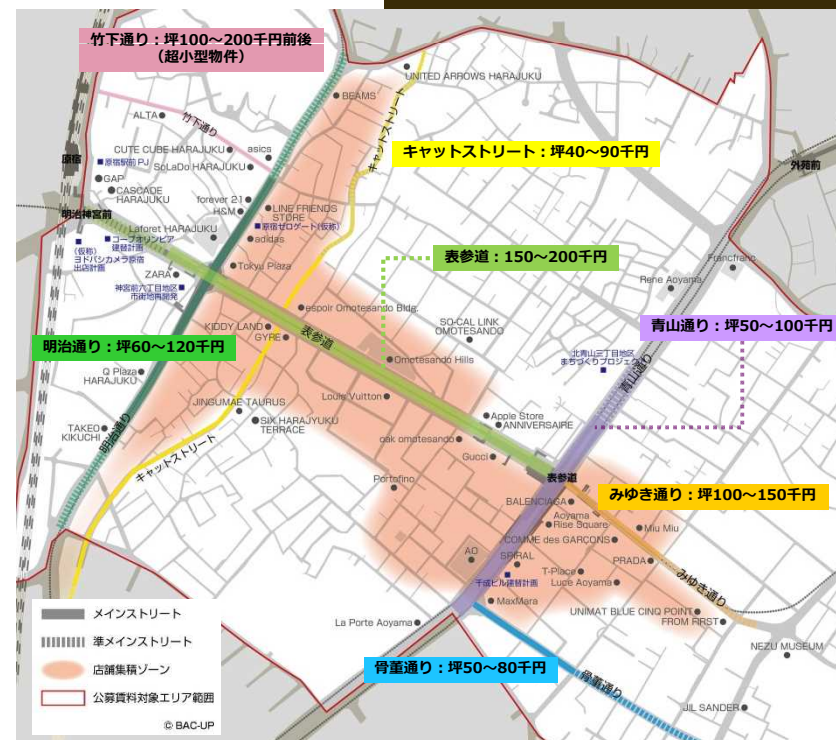 竹下通り：坪100～200千円前後
（超小型物件）
UNITED ARROWS HARAJUKU
BEAMS
ALTA
竹下通り
キャットストリート
CUTE CUBE HARAJUKU
asics
キャットストリート：坪40～90千円
原宿
原宿駅前PJ
SoLaDo HARAJUKU
外苑前
GAP
CASCADE
HARAJUKU
forever 21
H&M
LINE FRIENDS
STORE
明治神宮前
Laforet HARAJUKU
原宿ゼロゲート(仮称)
コープオリンピア
建替計画
adidas
(仮称)
ヨドバシカメラ原宿
出店計画
表参道：150～200千円
Francfranc
ZARA
Tokyu Plaza
Rene Aoyama
神宮前六丁目地区
市街地再開発
espoir Omotesando Bldg.
SO-CAL LINK
OMOTESANDO
青山通り：坪50～100千円
KIDDY LAND
GYRE
表参道
明治通り：坪60～120千円
Omotesando Hills
北青山三丁目地区
まちづくりプロジェクト
青山通り
Q Plaza
HARAJUKU
JINGUMAE TAURUS
Louis Vuitton
TAKEO
KIKUCHI
明治通り
SIX HARAJYUKU
TERRACE
Apple Store
ANNIVERSAIRE
キャットストリート
oak omotesando
Gucci
Portofino
表参道
みゆき通り：坪100～150千円
BALENCIAGA
Aoyama
Rise Square
Miu Miu
COMME des GARÇONS
AO
SPIRAL
PRADA
T-Place
Luce Aoyama
みゆき通り
千成ビル建替計画
MaxMara
UNIMAT BLUE CINQ POINT
FROM FIRST
La Porte Aoyama
NEZU MUSEUM
骨董通り：坪50～80千円
骨董通り
JIL SANDER
メインストリート
準メインストリート
店舗集積ゾーン
公募賃料対象エリア範囲
© BAC-UP